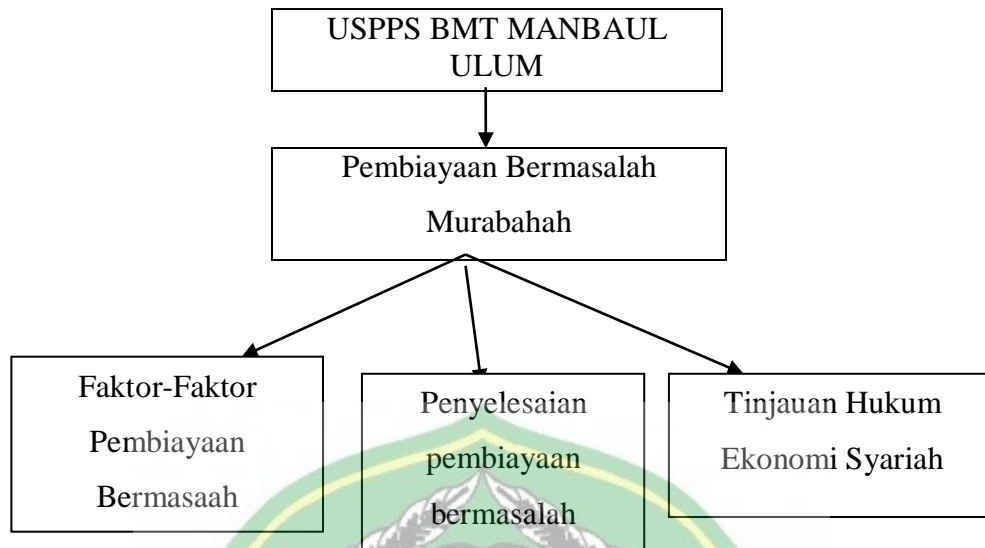 USPPS BMT MANBAUL
ULUM
Pembiayaan Bermasalah
Murabahah
Faktor-Faktor
Pembiayaan
Bermasaah
Penyelesaian
pembiayaan
bermasalah
Tinjauan Hukum
Ekonomi Syariah